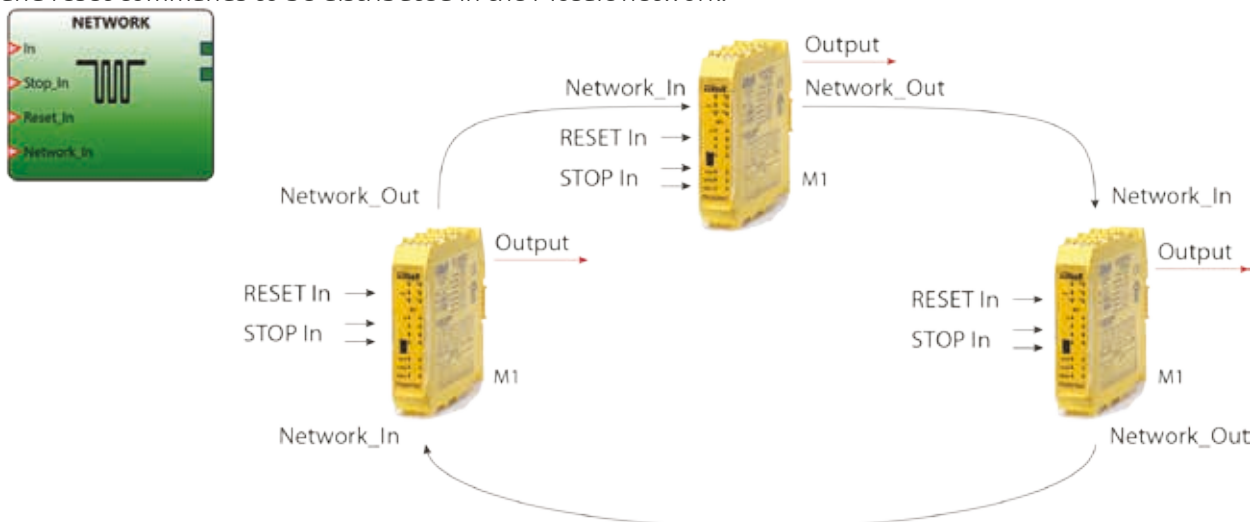 NETWORK
In
Stop_In
Reset_In
Network_In
Output
Network_In
Network_Out
RESET In
STOP In
M1
Network_Out
Network_In
Output
Output
RESET In
STOP In
RESET In
STOP In
M1
M1
Network_In
Network_Out